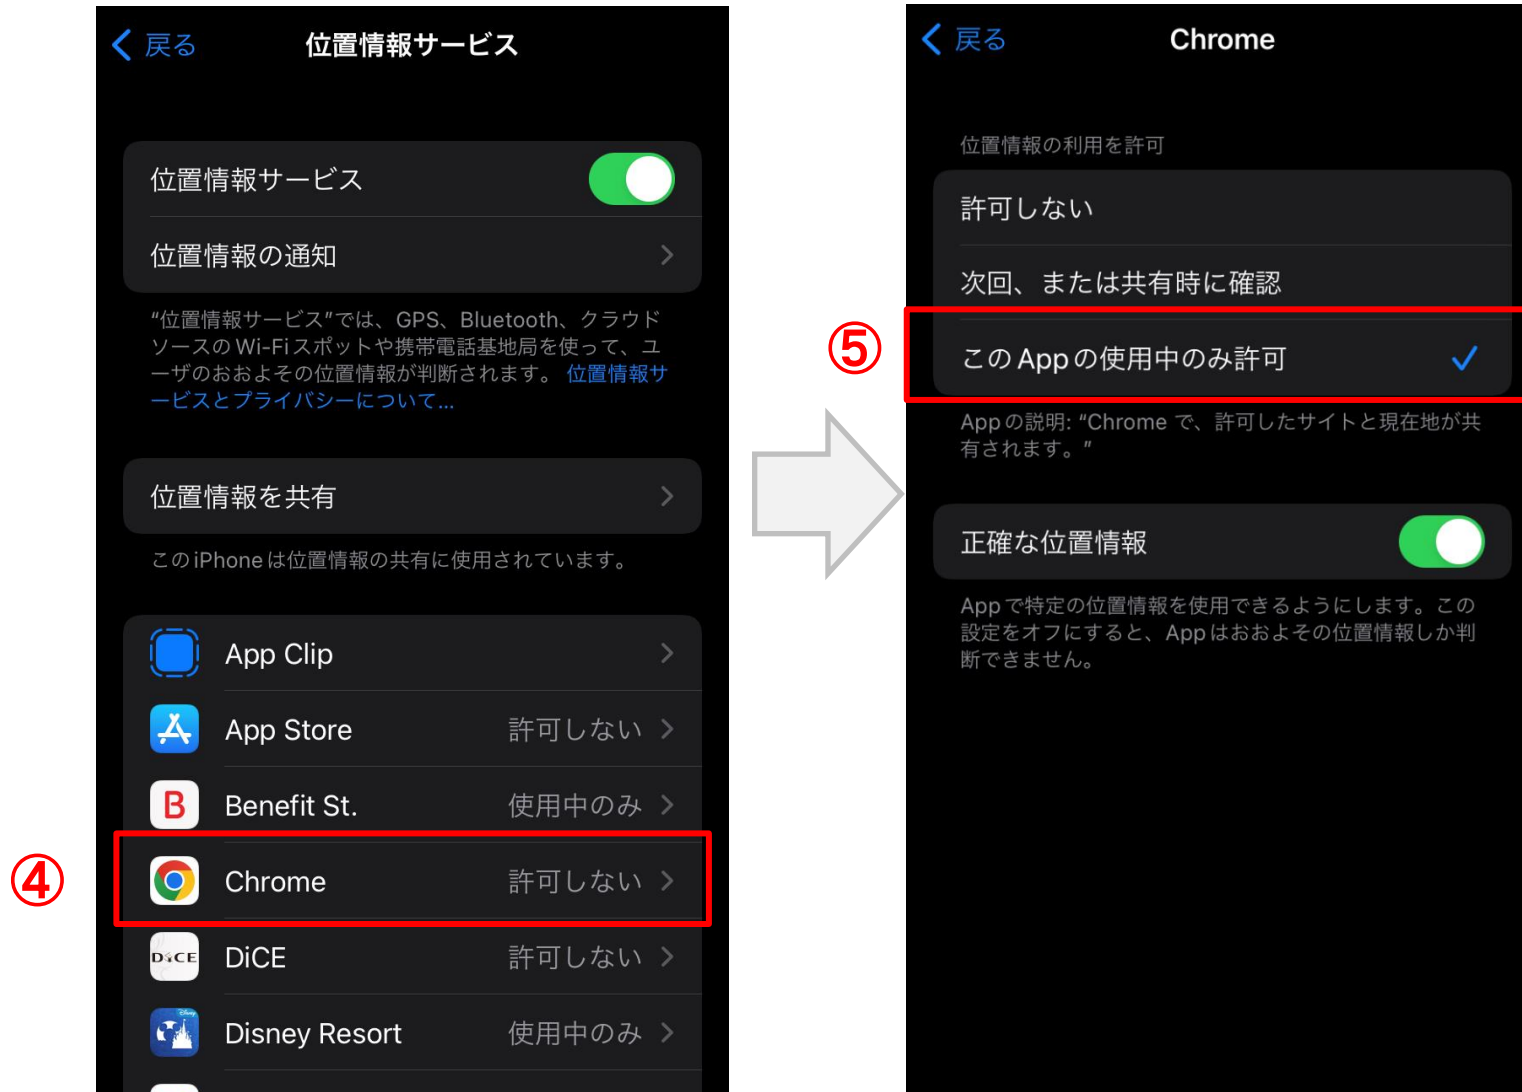 戻る
位置情報サービス
位置情報サービス
位置情報の通知
“位置情報サービス”では、GPS、Bluetooth、クラウド
ソースのWi-Fiスポットや携帯電話基地局を使って、ユ
ーザのおおよその位置情報が判断されます。 位置情報サ
ービスとプライバシーについて...
位置情報を共有
このiPhoneは位置情報の共有に使用されています。
App Clip
App Store 許可しない
B Benefit St. 使用中のみ
④ Chrome 許可しない
DiCE DiCE 許可しない
Disney Disney Resort 使用中のみ
戻る
Chrome
位置情報の利用を許可
許可しない
次回、または共有時に確認
⑤ このAppの使用中のみ許可
Appの説明: “Chrome で、許可したサイトと現在地が共
有されます。”
正確な位置情報
Appで特定の位置情報を使用できるようにします。この
設定をオフにすると、Appはおおよその位置情報しか判
断できません。